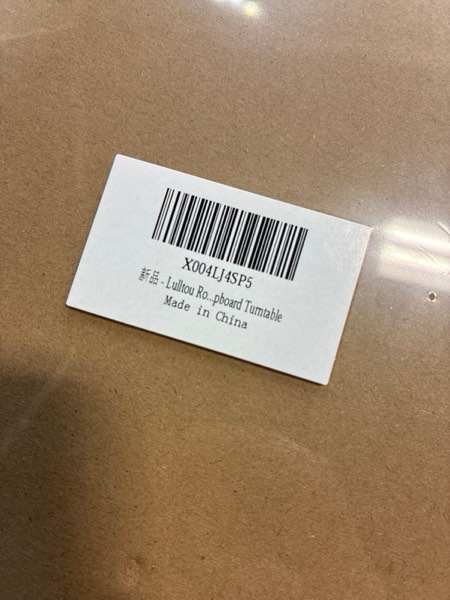 X004LJ4SP5
新品 - Lulltou Ro...pboard Turntable
Made in China